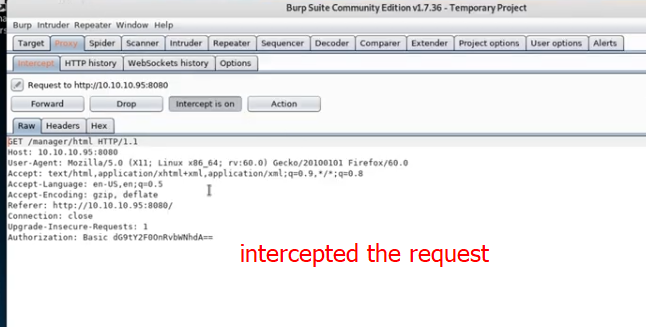 Burp Suite Community Edition v1.7.36 - Temporary Project
Burp Intruder Repeater Window Help
Target Proxy Spider Scanner Intruder Repeater Sequencer Decoder Comparer Extender Project options User options Alerts
Intercept HTTP history WebSockets history Options
Request to http://10.10.10.95:8080
Forward Drop Intercept is on Action
Raw Headers Hex
GET /manager/html HTTP/1.1
Host: 10.10.10.95:8080
User-Agent: Mozilla/5.0 (X11; Linux x86_64; rv:60.0) Gecko/20100101 Firefox/60.0
Accept: text/html,application/xhtml+xml,application/xml;q=0.9,*/*;q=0.8
Accept-Language: en-US,en;q=0.5
Accept-Encoding: gzip, deflate
Referer: http://10.10.10.95:8080/
Connection: close
Upgrade-Insecure-Requests: 1
Authorization: Basic dG9tY2F0OnRvbWNhdA==
intercepted the request